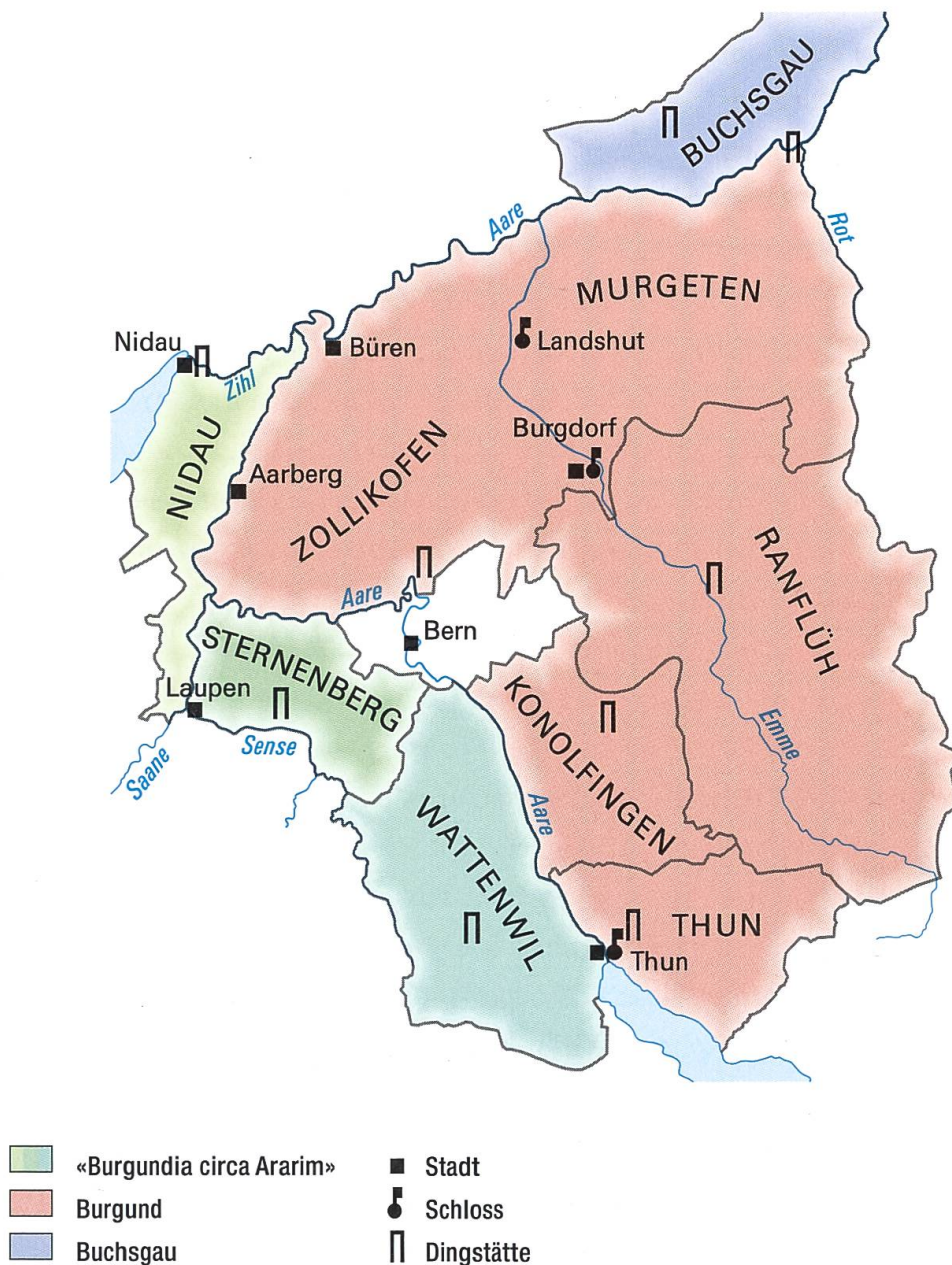 BUCHSGAU
Aare
Rot
MURGETEN
Nidau
Büren
Landshut
Zihl
NIDAU
Burgdorf
Aarberg
ZOLLIKOFEN
RANFLÜH
Aare
Bern
STERNENBERG
Laupen
KONOLFINGEN
Sense
Saane
Emme
Aare
WATTENWIL
THUN
Thun
«Burgundia circa Ararim»
Burgund
Buchsgau
Stadt
Schloss
Dingstätte